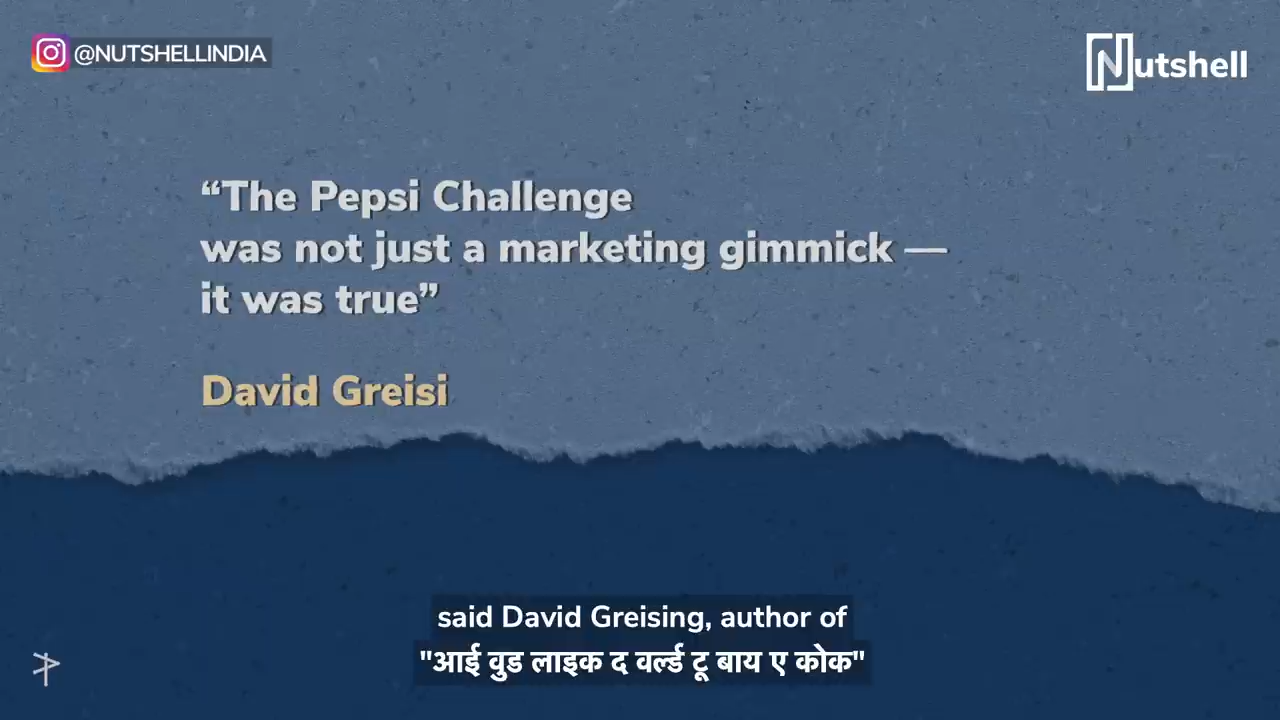 @NUTSHELLINDIA
Nutshell
“The Pepsi Challenge
was not just a marketing gimmick —
it was true”
David Greisi
said David Greising, author of
"आई वुड लाइक द वर्ल्ड टू बाय ए कोक"